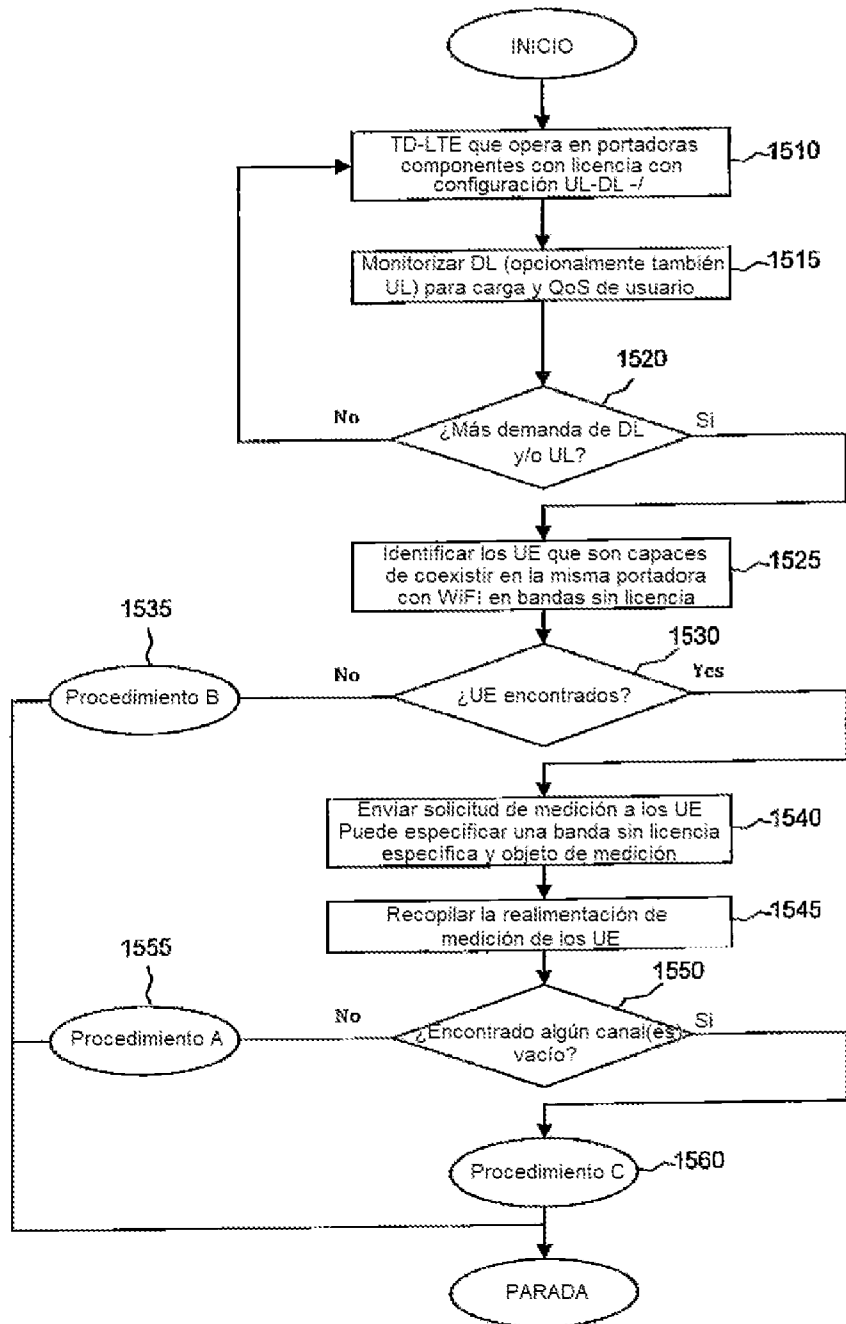 INICIO
TD-LTE que opera en portadoras
componentes con licencia con
configuración UL-DL -/
1510
Monitorizar DL (opcionalmente también
UL) para carga y QoS de usuario
1515
1520
No
Si
¿Más demanda de DL
y/o UL?
Identificar los UE que son capaces
de coexistir en la misma portadora
con WiFI en bandas sin licencia
1525
1535
1530
Procedimiento B
No
Yes
¿UE encontrados?
Enviar solicitud de medición a los UE
Puede especificar una banda sin licencia
especifica y objeto de medición
1540
Recopilar la realimentación de
medición de los UE
1545
1555
1550
Procedimiento A
No
Si
¿Encontrado algún canal(es)
vacío?
Procedimiento C
1560
PARADA